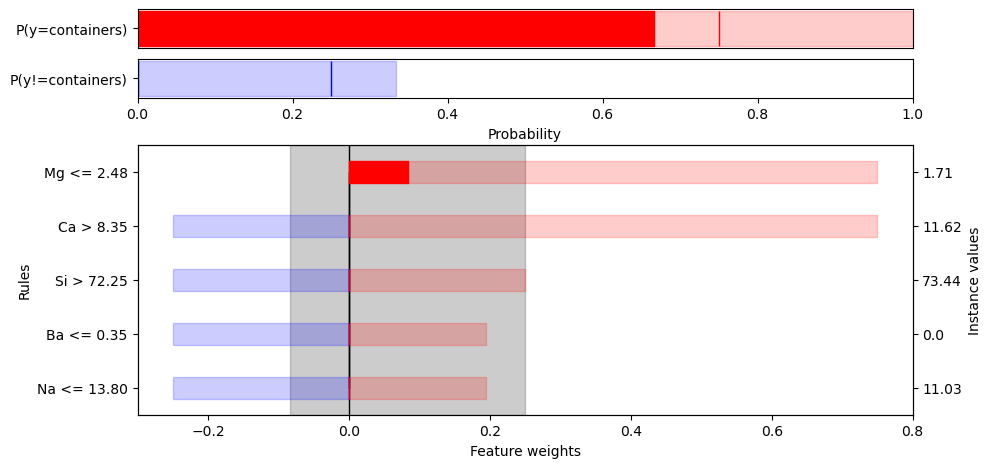 P(y=containers)
P(y!=containers)
0.0 0.2 0.4 0.6 0.8 1.0
Probability
Rules
Mg <= 2.48 1.71
Ca > 8.35 11.62
Si > 72.25 73.44
Ba <= 0.35 0.0
Na <= 13.80 11.03
Instance values
−0.2 0.0 0.2 0.4 0.6 0.8
Feature weights